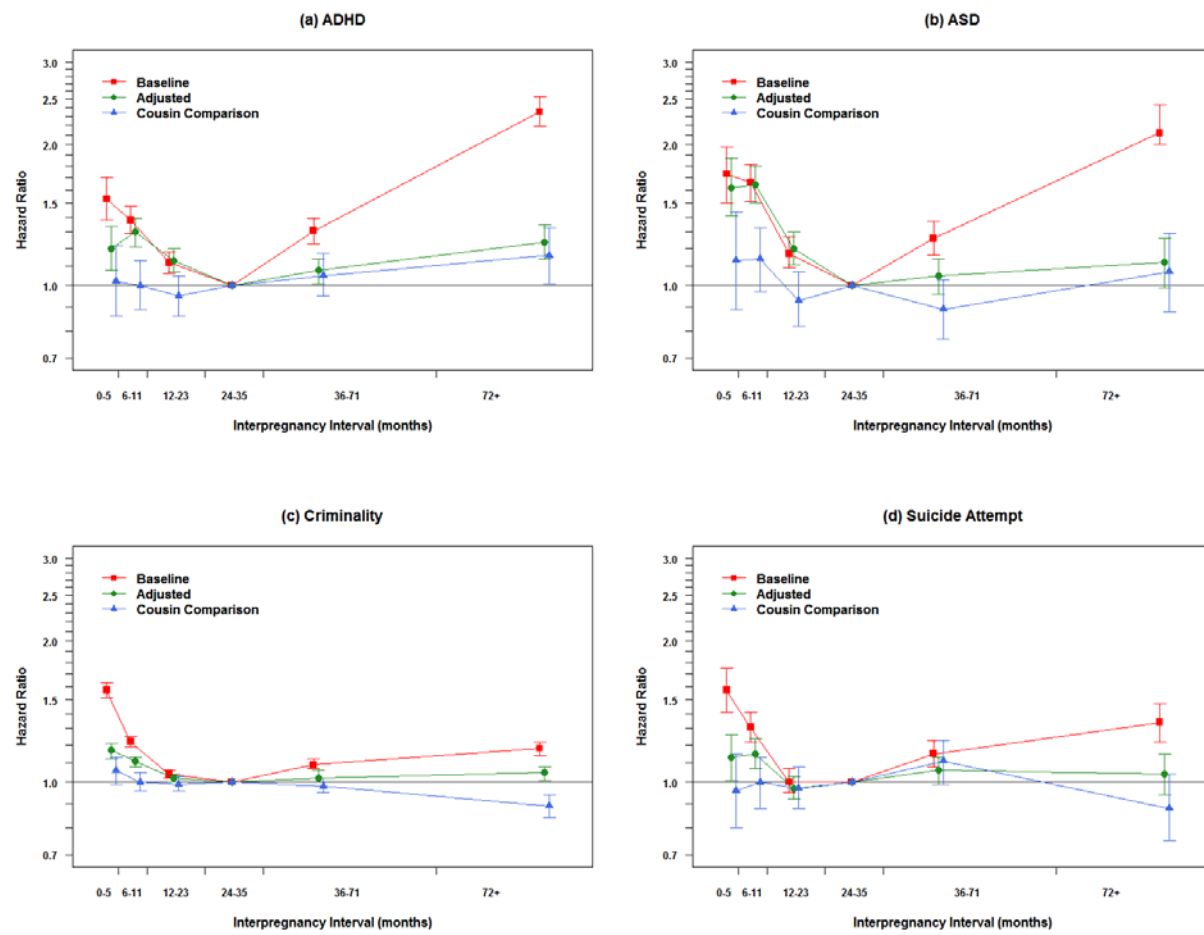 (a) ADHD
3.0
2.5
2.0
1.5
1.0
0.7
Hazard Ratio
Baseline
Adjusted
Cousin Comparison
0-5 6-11 12-23 24-35 36-71 72+
Interpregnancy Interval (months)
(b) ASD
3.0
2.5
2.0
1.5
1.0
0.7
Hazard Ratio
Baseline
Adjusted
Cousin Comparison
0-5 6-11 12-23 24-35 36-71 72+
Interpregnancy Interval (months)
(c) Criminality
3.0
2.5
2.0
1.5
1.0
0.7
Hazard Ratio
Baseline
Adjusted
Cousin Comparison
0-5 6-11 12-23 24-35 36-71 72+
Interpregnancy Interval (months)
(d) Suicide Attempt
3.0
2.5
2.0
1.5
1.0
0.7
Hazard Ratio
Baseline
Adjusted
Cousin Comparison
0-5 6-11 12-23 24-35 36-71 72+
Interpregnancy Interval (months)